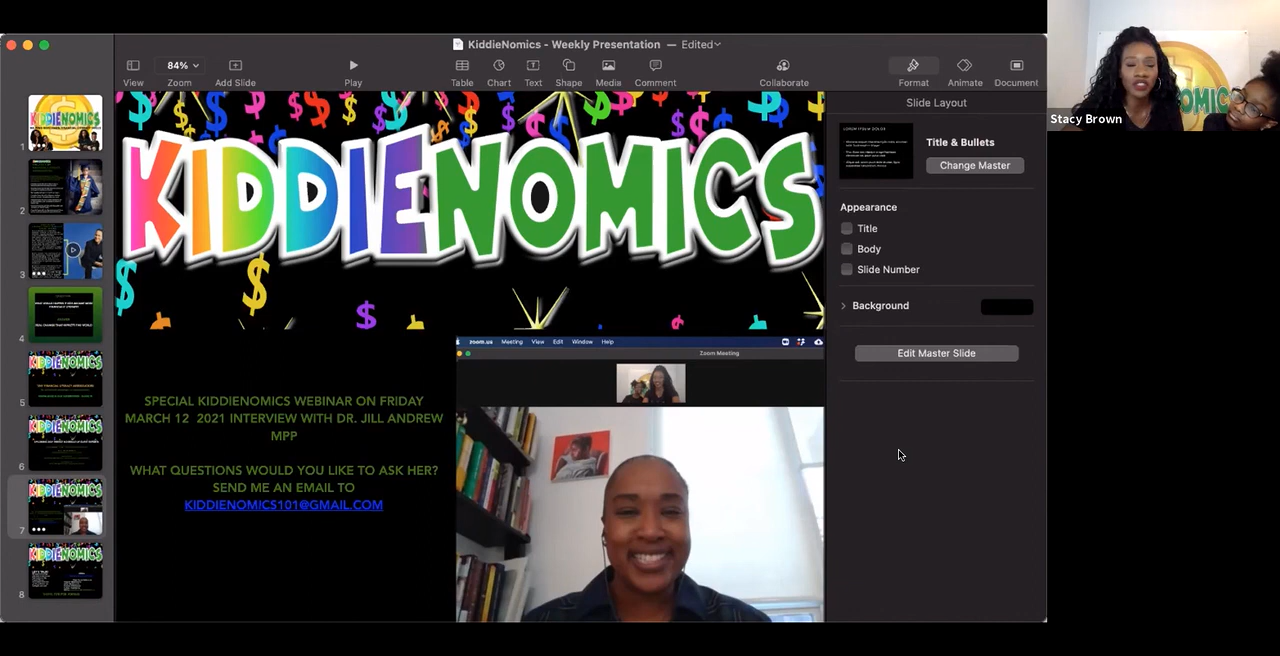 KiddieNomics - Weekly Presentation — Edited
84%
View
Zoom
Add Slide
Play
Table
Chart
Text
Shape
Media
Comment
Collaborate
Format
Animate
Document
Stacy Brown
1
2
3
4
5
6
7
8
KIDDIENOMICS
zoom.us Meeting View Edit Window Help
Zoom Meeting
SPECIAL KIDDIENOMICS WEBINAR ON FRIDAY
MARCH 12 2021 INTERVIEW WITH DR. JILL ANDREW
MPP
WHAT QUESTIONS WOULD YOU LIKE TO ASK HER?
SEND ME AN EMAIL TO
KIDDIENOMICS101@GMAIL.COM
Slide Layout
Title & Bullets
Change Master
Appearance
Title
Body
Slide Number
Background
Edit Master Slide